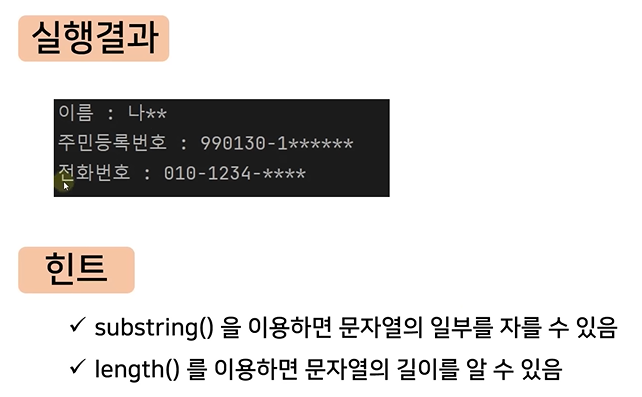 실행결과
이름 : 나**
주민등록번호 : 990130-1******
전화번호 : 010-1234-****
힌트
✓ substring() 을 이용하면 문자열의 일부를 자를 수 있음
✓ length() 를 이용하면 문자열의 길이를 알 수 있음